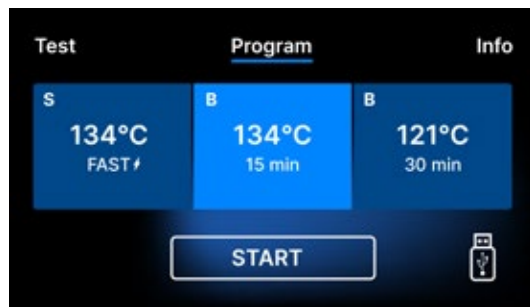 Test Program Info
S B B
134°C 134°C 121°C
FAST 15 min 30 min
START